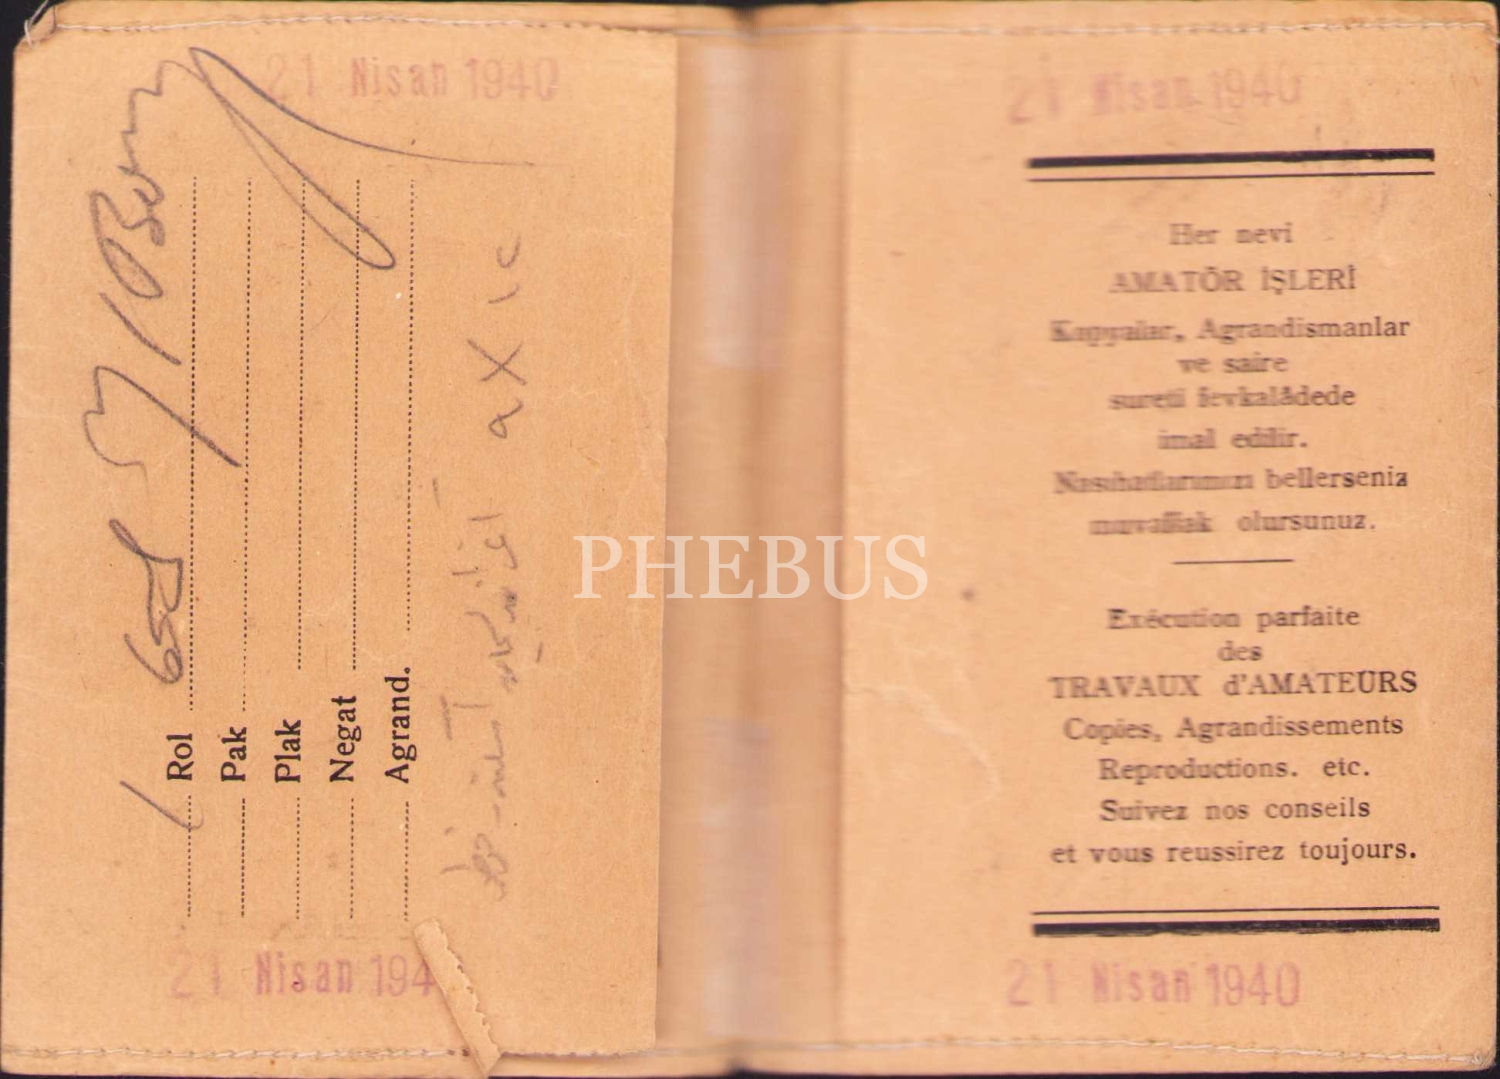 21 Nisan 1940
Rol
Pak
Plak
Negat
Agrand.
21 Nisan 194
21 Nisan 1940
Her nevi
AMATÖR İŞLERİ
Kopyalar, Agrandismanlar
ve saire
sureti fevkalâdede
imal edilir.
Nasihatlarımızı bellerseniz
muvaffak olursunuz.
Exécution parfaite
des
TRAVAUX d'AMATEURS
Copies, Agrandissements
Reproductions. etc.
Suivez nos conseils
et vous reussirez toujours.
21 Nisan 1940
PHEBUS